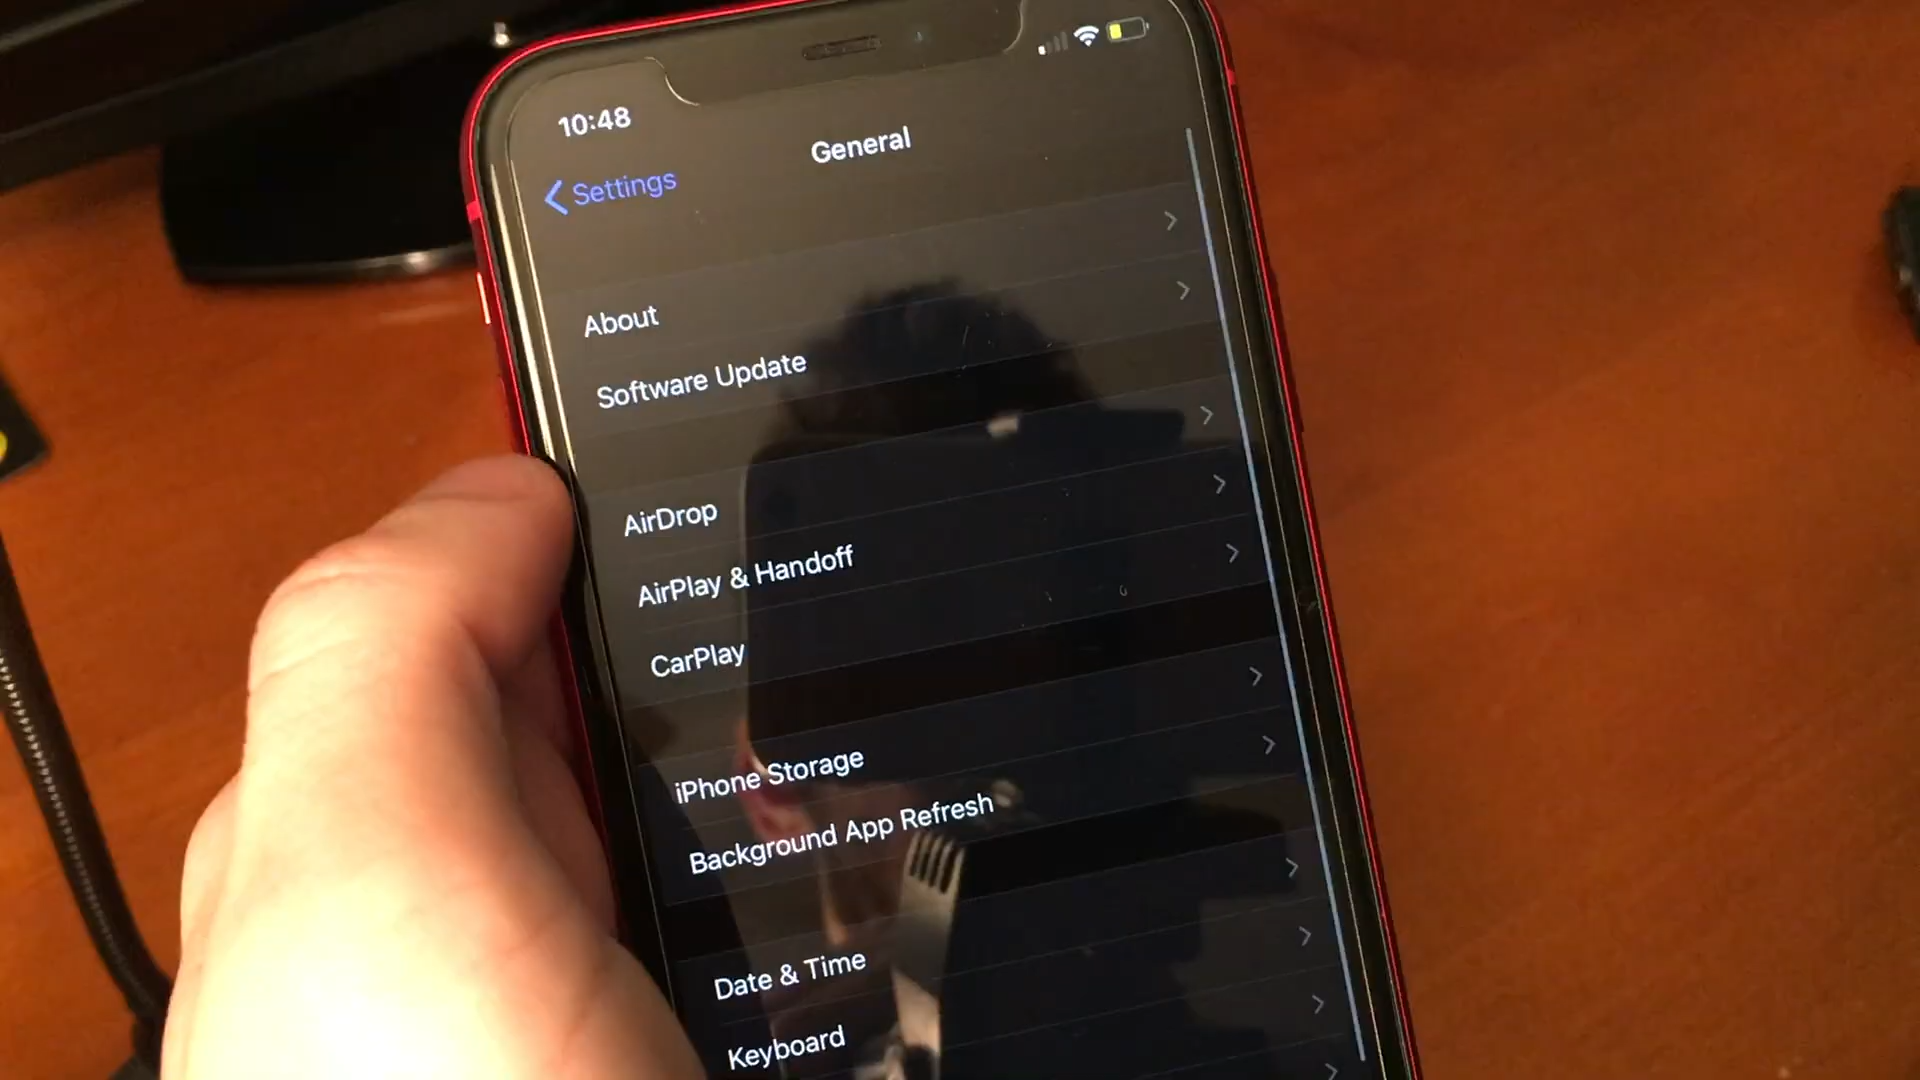 10:48
General
Settings
About
Software Update
AirDrop
AirPlay & Handoff
CarPlay
iPhone Storage
Background App Refresh
Date & Time
Keyboard